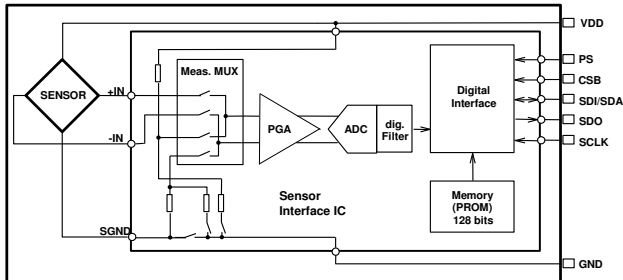 VDD
PS
CSB
SDI/SDA
SDO
SCLK
GND
SENSOR
+IN
-IN
SGND
Meas. MUX
PGA
ADC
dig.
Filter
Digital
Interface
Memory
(PROM)
128 bits
Sensor
Interface IC